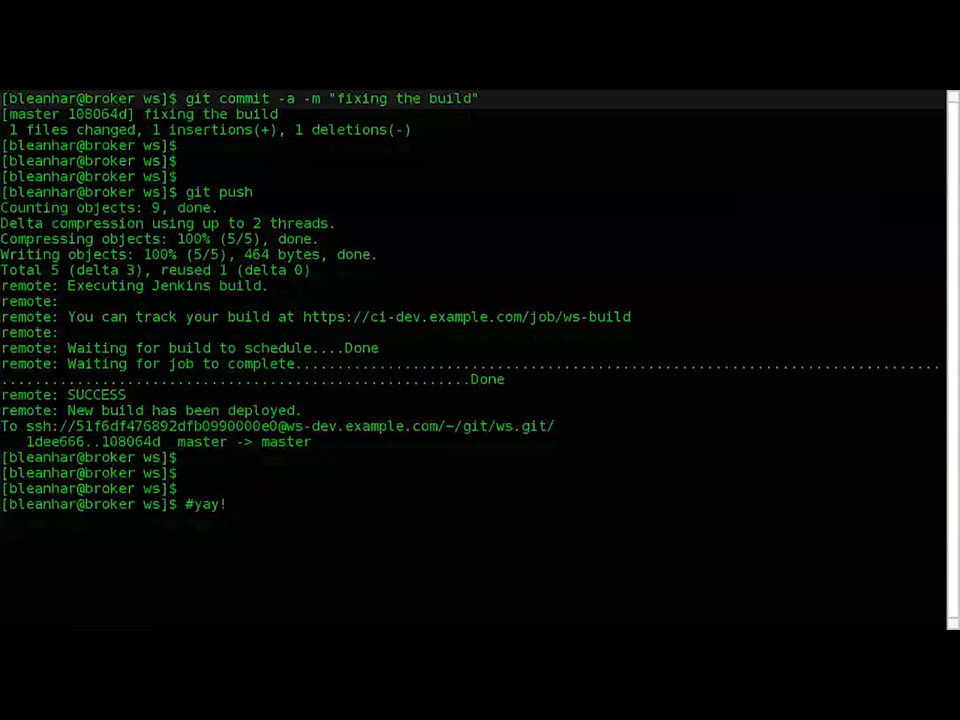 [bleanhar@broker ws]$ git commit -a -m "fixing the build"
[master 108064d] fixing the build
 1 files changed, 1 insertions(+), 1 deletions(-)
[bleanhar@broker ws]$
[bleanhar@broker ws]$
[bleanhar@broker ws]$
[bleanhar@broker ws]$ git push
Counting objects: 9, done.
Delta compression using up to 2 threads.
Compressing objects: 100% (5/5), done.
Writing objects: 100% (5/5), 464 bytes, done.
Total 5 (delta 3), reused 1 (delta 0)
remote: Executing Jenkins build.
remote:
remote: You can track your build at https://ci-dev.example.com/job/ws-build
remote:
remote: Waiting for build to schedule....Done
remote: Waiting for job to complete.............................................................................
........................................................Done
remote: SUCCESS
remote: New build has been deployed.
To ssh://51f6df476892dfb0990000e0@ws-dev.example.com/~/git/ws.git/
   1dee666..108064d  master -> master
[bleanhar@broker ws]$
[bleanhar@broker ws]$
[bleanhar@broker ws]$
[bleanhar@broker ws]$ #yay!